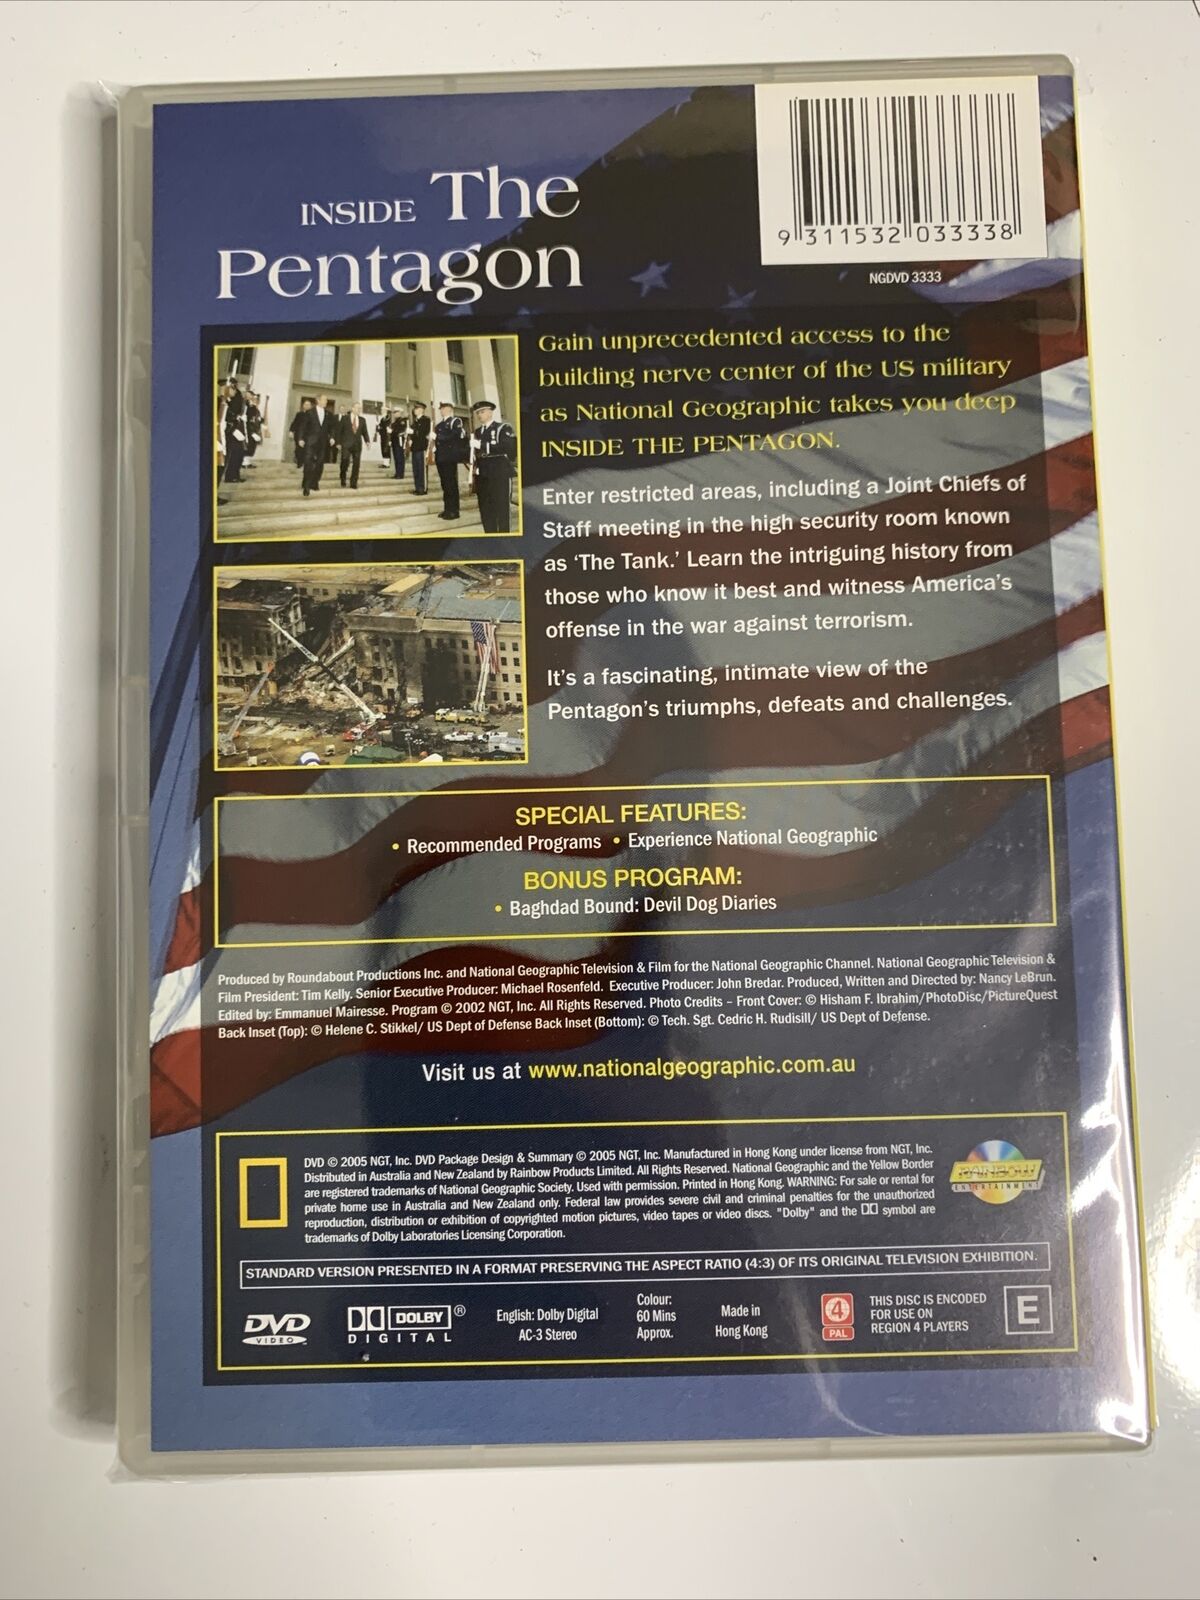 INSIDE The
Pentagon
9 311532 033338
NGDVD 3333
Gain unprecedented access to the
building nerve center of the US military
as National Geographic takes you deep
INSIDE THE PENTAGON.
Enter restricted areas, including a Joint Chiefs of
Staff meeting in the high security room known
as ‘The Tank.’ Learn the intriguing history from
those who know it best and witness America’s
offense in the war against terrorism.
It’s a fascinating, intimate view of the
Pentagon’s triumphs, defeats and challenges.
SPECIAL FEATURES:
• Recommended Programs • Experience National Geographic
BONUS PROGRAM:
• Baghdad Bound: Devil Dog Diaries
Produced by Roundabout Productions Inc. and National Geographic Television & Film for the National Geographic Channel. National Geographic Television &
Film President: Tim Kelly. Senior Executive Producer: Michael Rosenfeld. Executive Producer: John Bredar. Produced, Written and Directed by: Nancy LeBrun.
Edited by: Emmanuel Mairesse. Program © 2002 NGT, Inc. All Rights Reserved. Photo Credits – Front Cover: © Hisham F. Ibrahim/PhotoDisc/PictureQuest
Back Inset (Top): © Helene C. Stikkel/ US Dept of Defense Back Inset (Bottom): © Tech. Sgt. Cedric H. Rudisill/ US Dept of Defense.
Visit us at www.nationalgeographic.com.au
DVD © 2005 NGT, Inc. DVD Package Design & Summary © 2005 NGT, Inc. Manufactured in Hong Kong under license from NGT, Inc.
Distributed in Australia and New Zealand by Rainbow Products Limited. All Rights Reserved. National Geographic and the Yellow Border
are registered trademarks of National Geographic Society. Used with permission. Printed in Hong Kong. WARNING: For sale or rental for
private home use in Australia and New Zealand only. Federal law provides severe civil and criminal penalties for the unauthorized
reproduction, distribution or exhibition of copyrighted motion pictures, video tapes or video discs. "Dolby" and the DD symbol are
trademarks of Dolby Laboratories Licensing Corporation.
RAINBOW
ENTERTAINMENT
STANDARD VERSION PRESENTED IN A FORMAT PRESERVING THE ASPECT RATIO (4:3) OF ITS ORIGINAL TELEVISION EXHIBITION.
DVD
VIDEO
DOLBY ®
DIGITAL
English: Dolby Digital
AC-3 Stereo
Colour:
60 Mins
Approx.
Made in
Hong Kong
4
PAL
THIS DISC IS ENCODED
FOR USE ON
REGION 4 PLAYERS
E